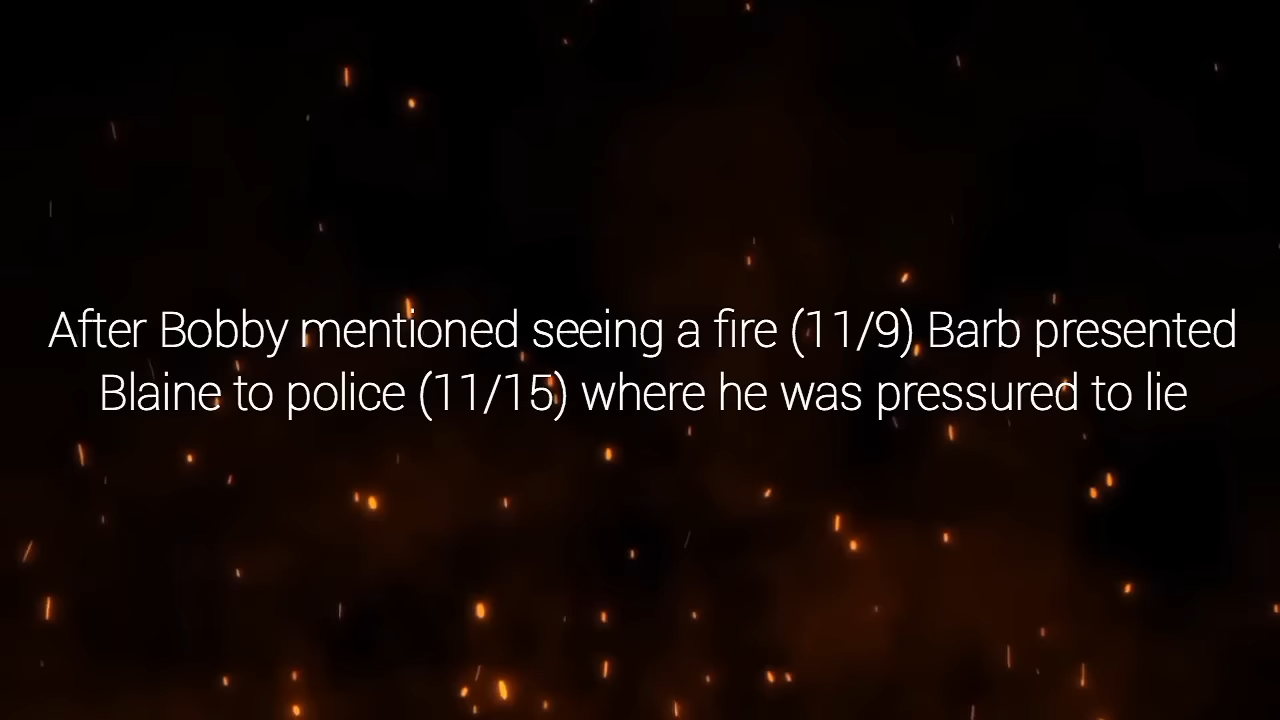 After Bobby mentioned seeing a fire (11/9) Barb presented
Blaine to police (11/15) where he was pressured to lie